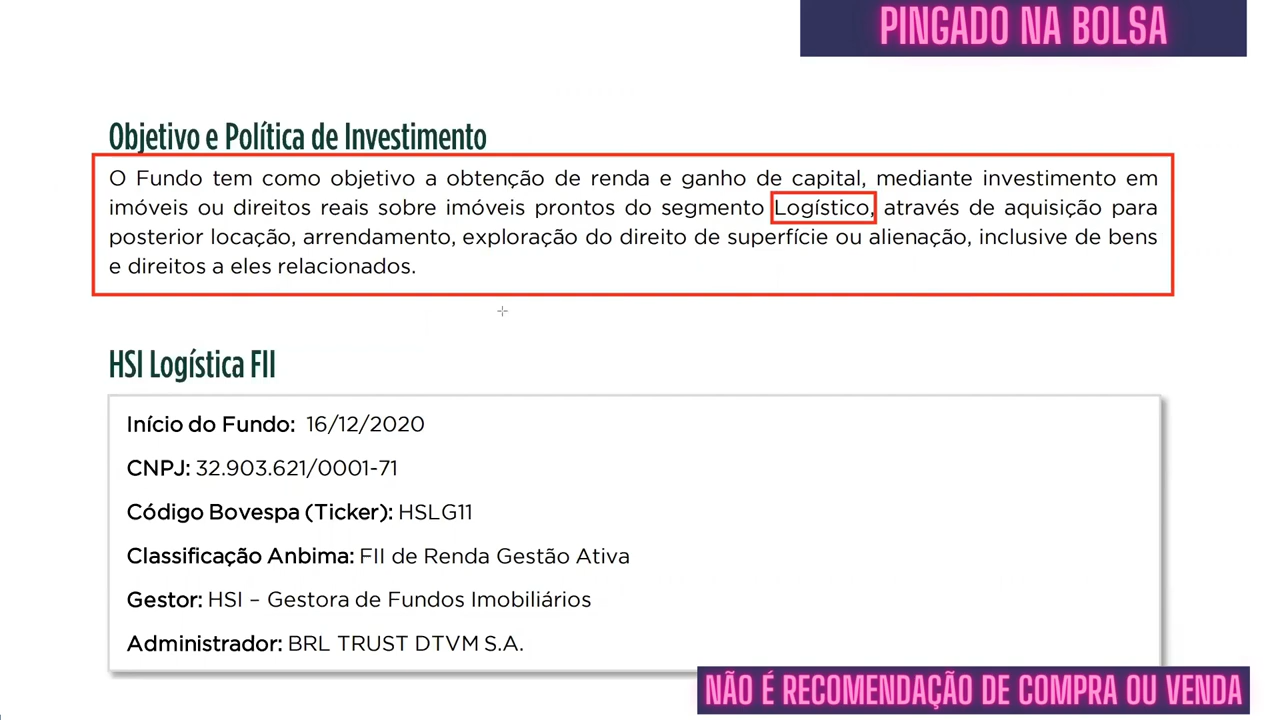 PINGADO NA BOLSA
Objetivo e Política de Investimento
O Fundo tem como objetivo a obtenção de renda e ganho de capital, mediante investimento em
imóveis ou direitos reais sobre imóveis prontos do segmento Logístico, através de aquisição para
posterior locação, arrendamento, exploração do direito de superfície ou alienação, inclusive de bens
e direitos a eles relacionados.
HSI Logística FII
Início do Fundo: 16/12/2020
CNPJ: 32.903.621/0001-71
Código Bovespa (Ticker): HSLG11
Classificação Anbima: FII de Renda Gestão Ativa
Gestor: HSI – Gestora de Fundos Imobiliários
Administrador: BRL TRUST DTVM S.A.
NÃO É RECOMENDAÇÃO DE COMPRA OU VENDA